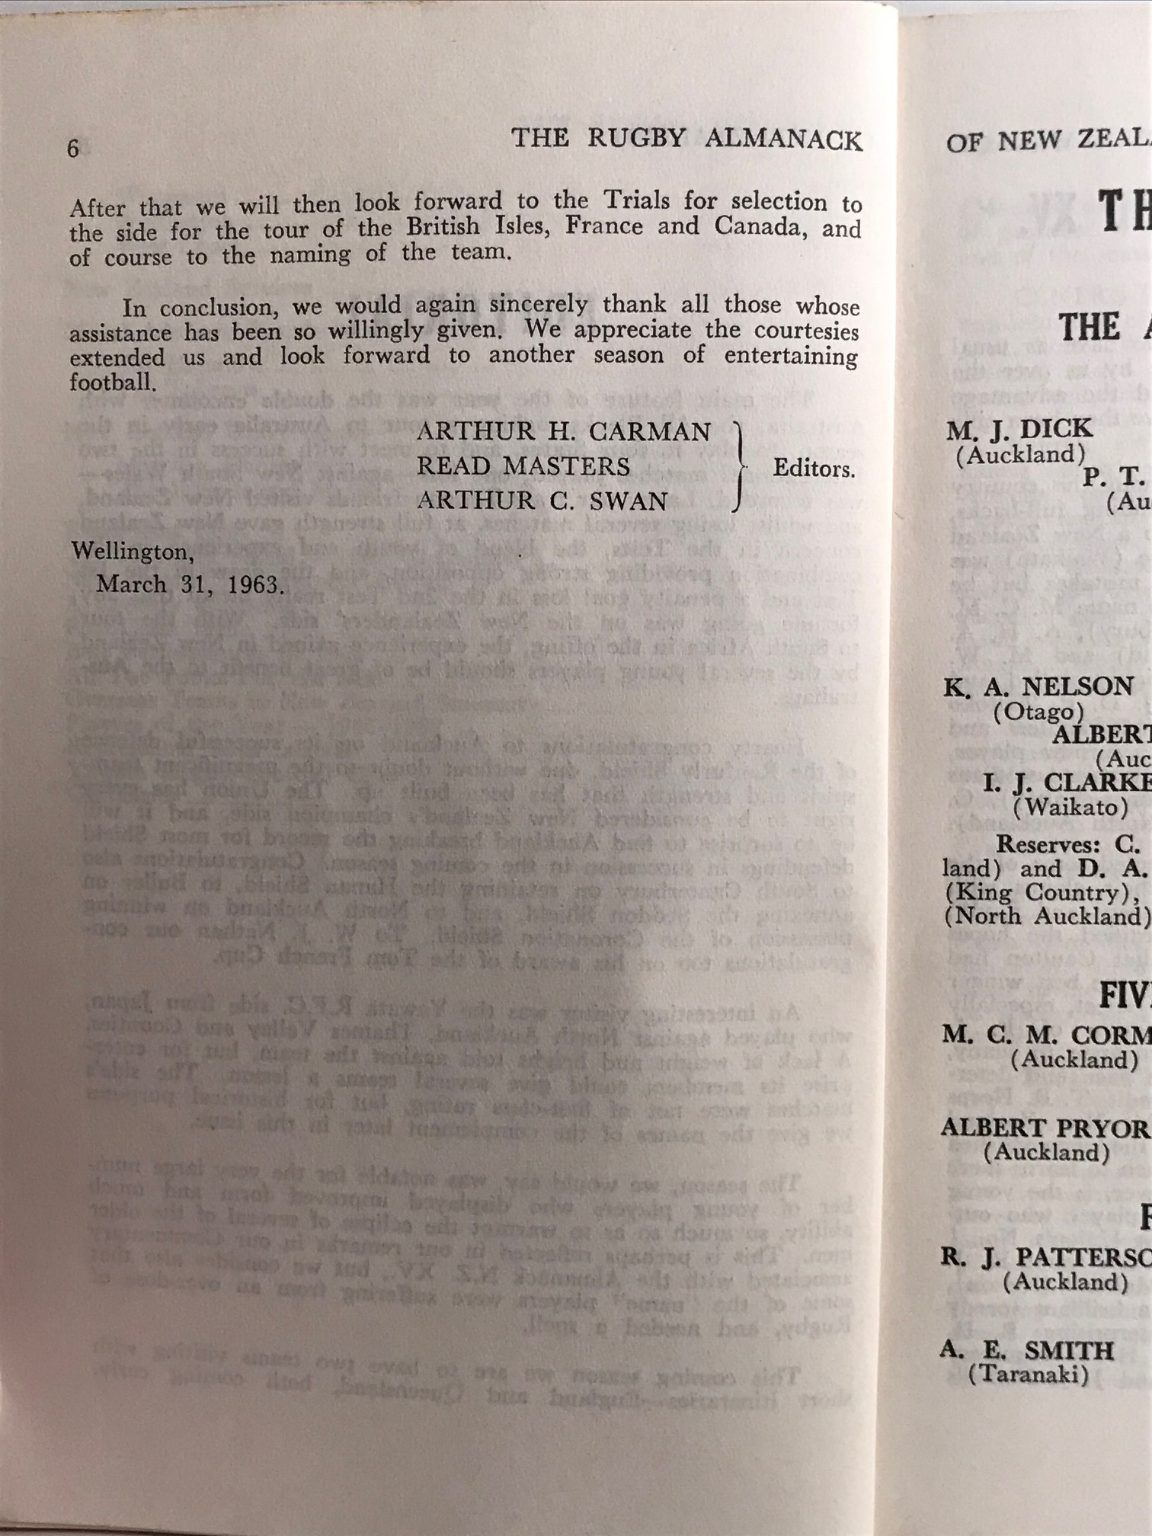 6 THE RUGBY ALMANACK
After that we will then look forward to the Trials for selection to
the side for the tour of the British Isles, France and Canada, and
of course to the naming of the team.
In conclusion, we would again sincerely thank all those whose
assistance has been so willingly given. We appreciate the courtesies
extended us and look forward to another season of entertaining
football.
ARTHUR H. CARMAN
READ MASTERS
ARTHUR C. SWAN
Editors.
Wellington,
March 31, 1963.
OF NEW ZEAL
TH
THE A
M. J. DICK
(Auckland)
P. T.
(Au
K. A. NELSON
(Otago)
ALBERT
(Auc
I. J. CLARKE
(Waikato)
Reserves: C.
land) and D. A.
(King Country),
(North Auckland)
FIV
M. C. M. CORM
(Auckland)
ALBERT PRYOR
(Auckland)
F
R. J. PATTERSO
(Auckland)
A. E. SMITH
(Taranaki)